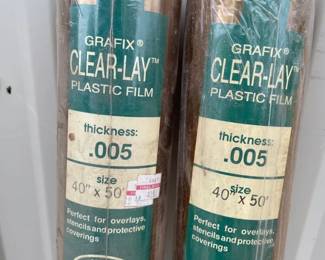 GRAFIX®
CLEAR-LAY™
PLASTIC FILM
thickness:
.005
size
40" x 50'
Perfect for overlays,
stencils and protective
coverings
GRAFIX®
CLEAR-LAY™
PLASTIC FILM
thickness:
.005
size
40" x 50'
Perfect for overlays,
stencils and protective
coverings